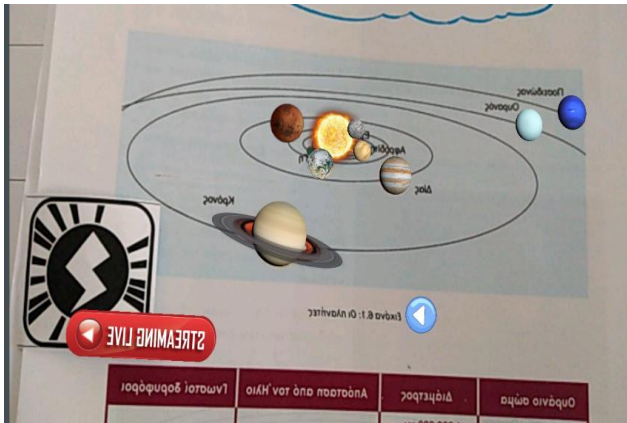 Ποσειδώνας
Ουρανός
Γη
Δίας
Κρόνος
Εικόνα 6.1: Οι πλανήτες
STREAMING LIVE
Ουράνιο σώμα Διάμετρος Απόσταση από τον Ήλιο Γνωστοί δορυφόροι